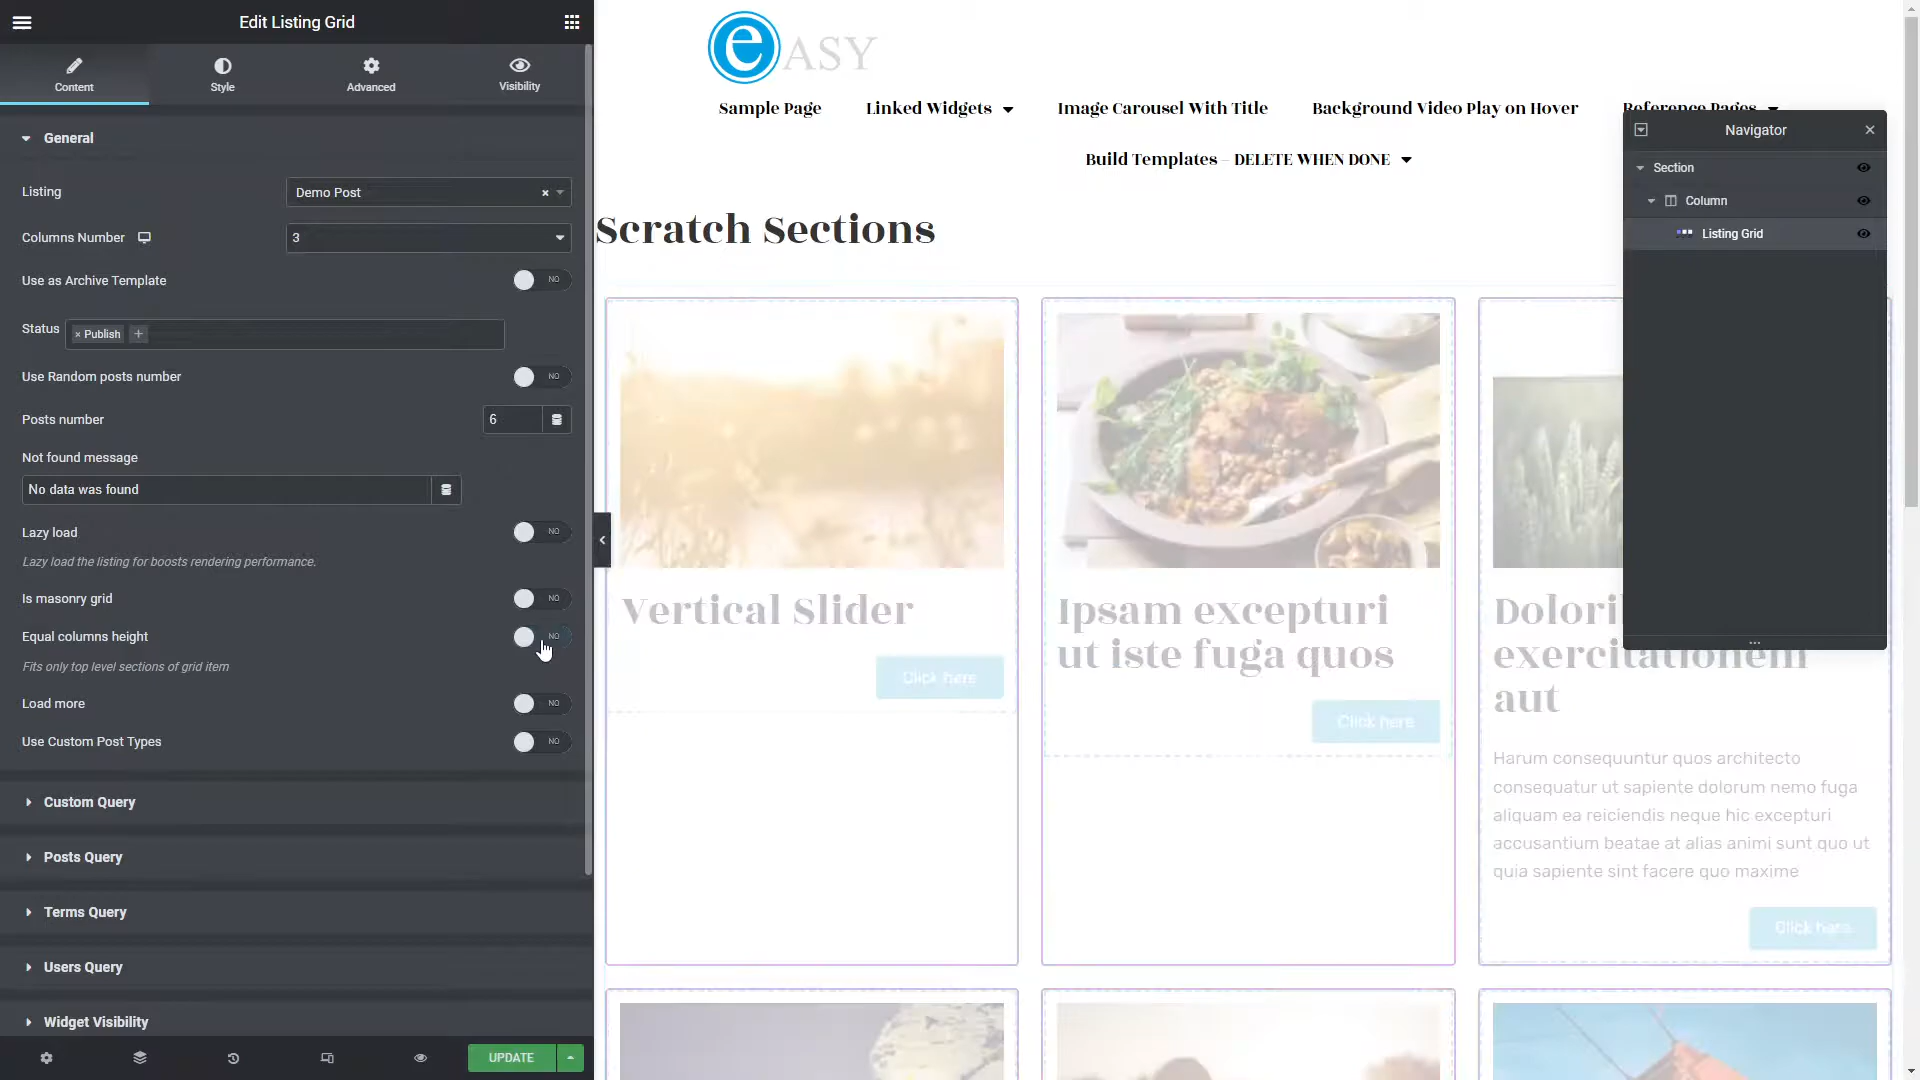 Edit Listing Grid
Content
Style
Advanced
Visibility
General
Listing
Demo Post
×
Columns Number
3
Use as Archive Template
NO
Status
× Publish +
Use Random posts number
NO
Posts number
6
Not found message
No data was found
Lazy load
NO
Lazy load the listing for boosts rendering performance.
Is masonry grid
NO
Equal columns height
NO
Fits only top level sections of grid item
Load more
NO
Use Custom Post Types
NO
Custom Query
Posts Query
Terms Query
Users Query
Widget Visibility
UPDATE
eASY
Sample Page
Linked Widgets
Image Carousel With Title
Background Video Play on Hover
Reference Pages
Build Templates – DELETE WHEN DONE
Scratch Sections
Vertical Slider
Click here
Ipsam excepturi
ut iste fuga quos
Click here
Dolori
exercitationem
aut
Harum consequuntur quos architecto
consequatur ut sapiente dolorum nemo fuga
aliquam ea reiciendis neque hic excepturi
accusantium beatae at alias animi sunt quo ut
quia sapiente sint facere quo maxime
Click here
Navigator
Section
Column
Listing Grid